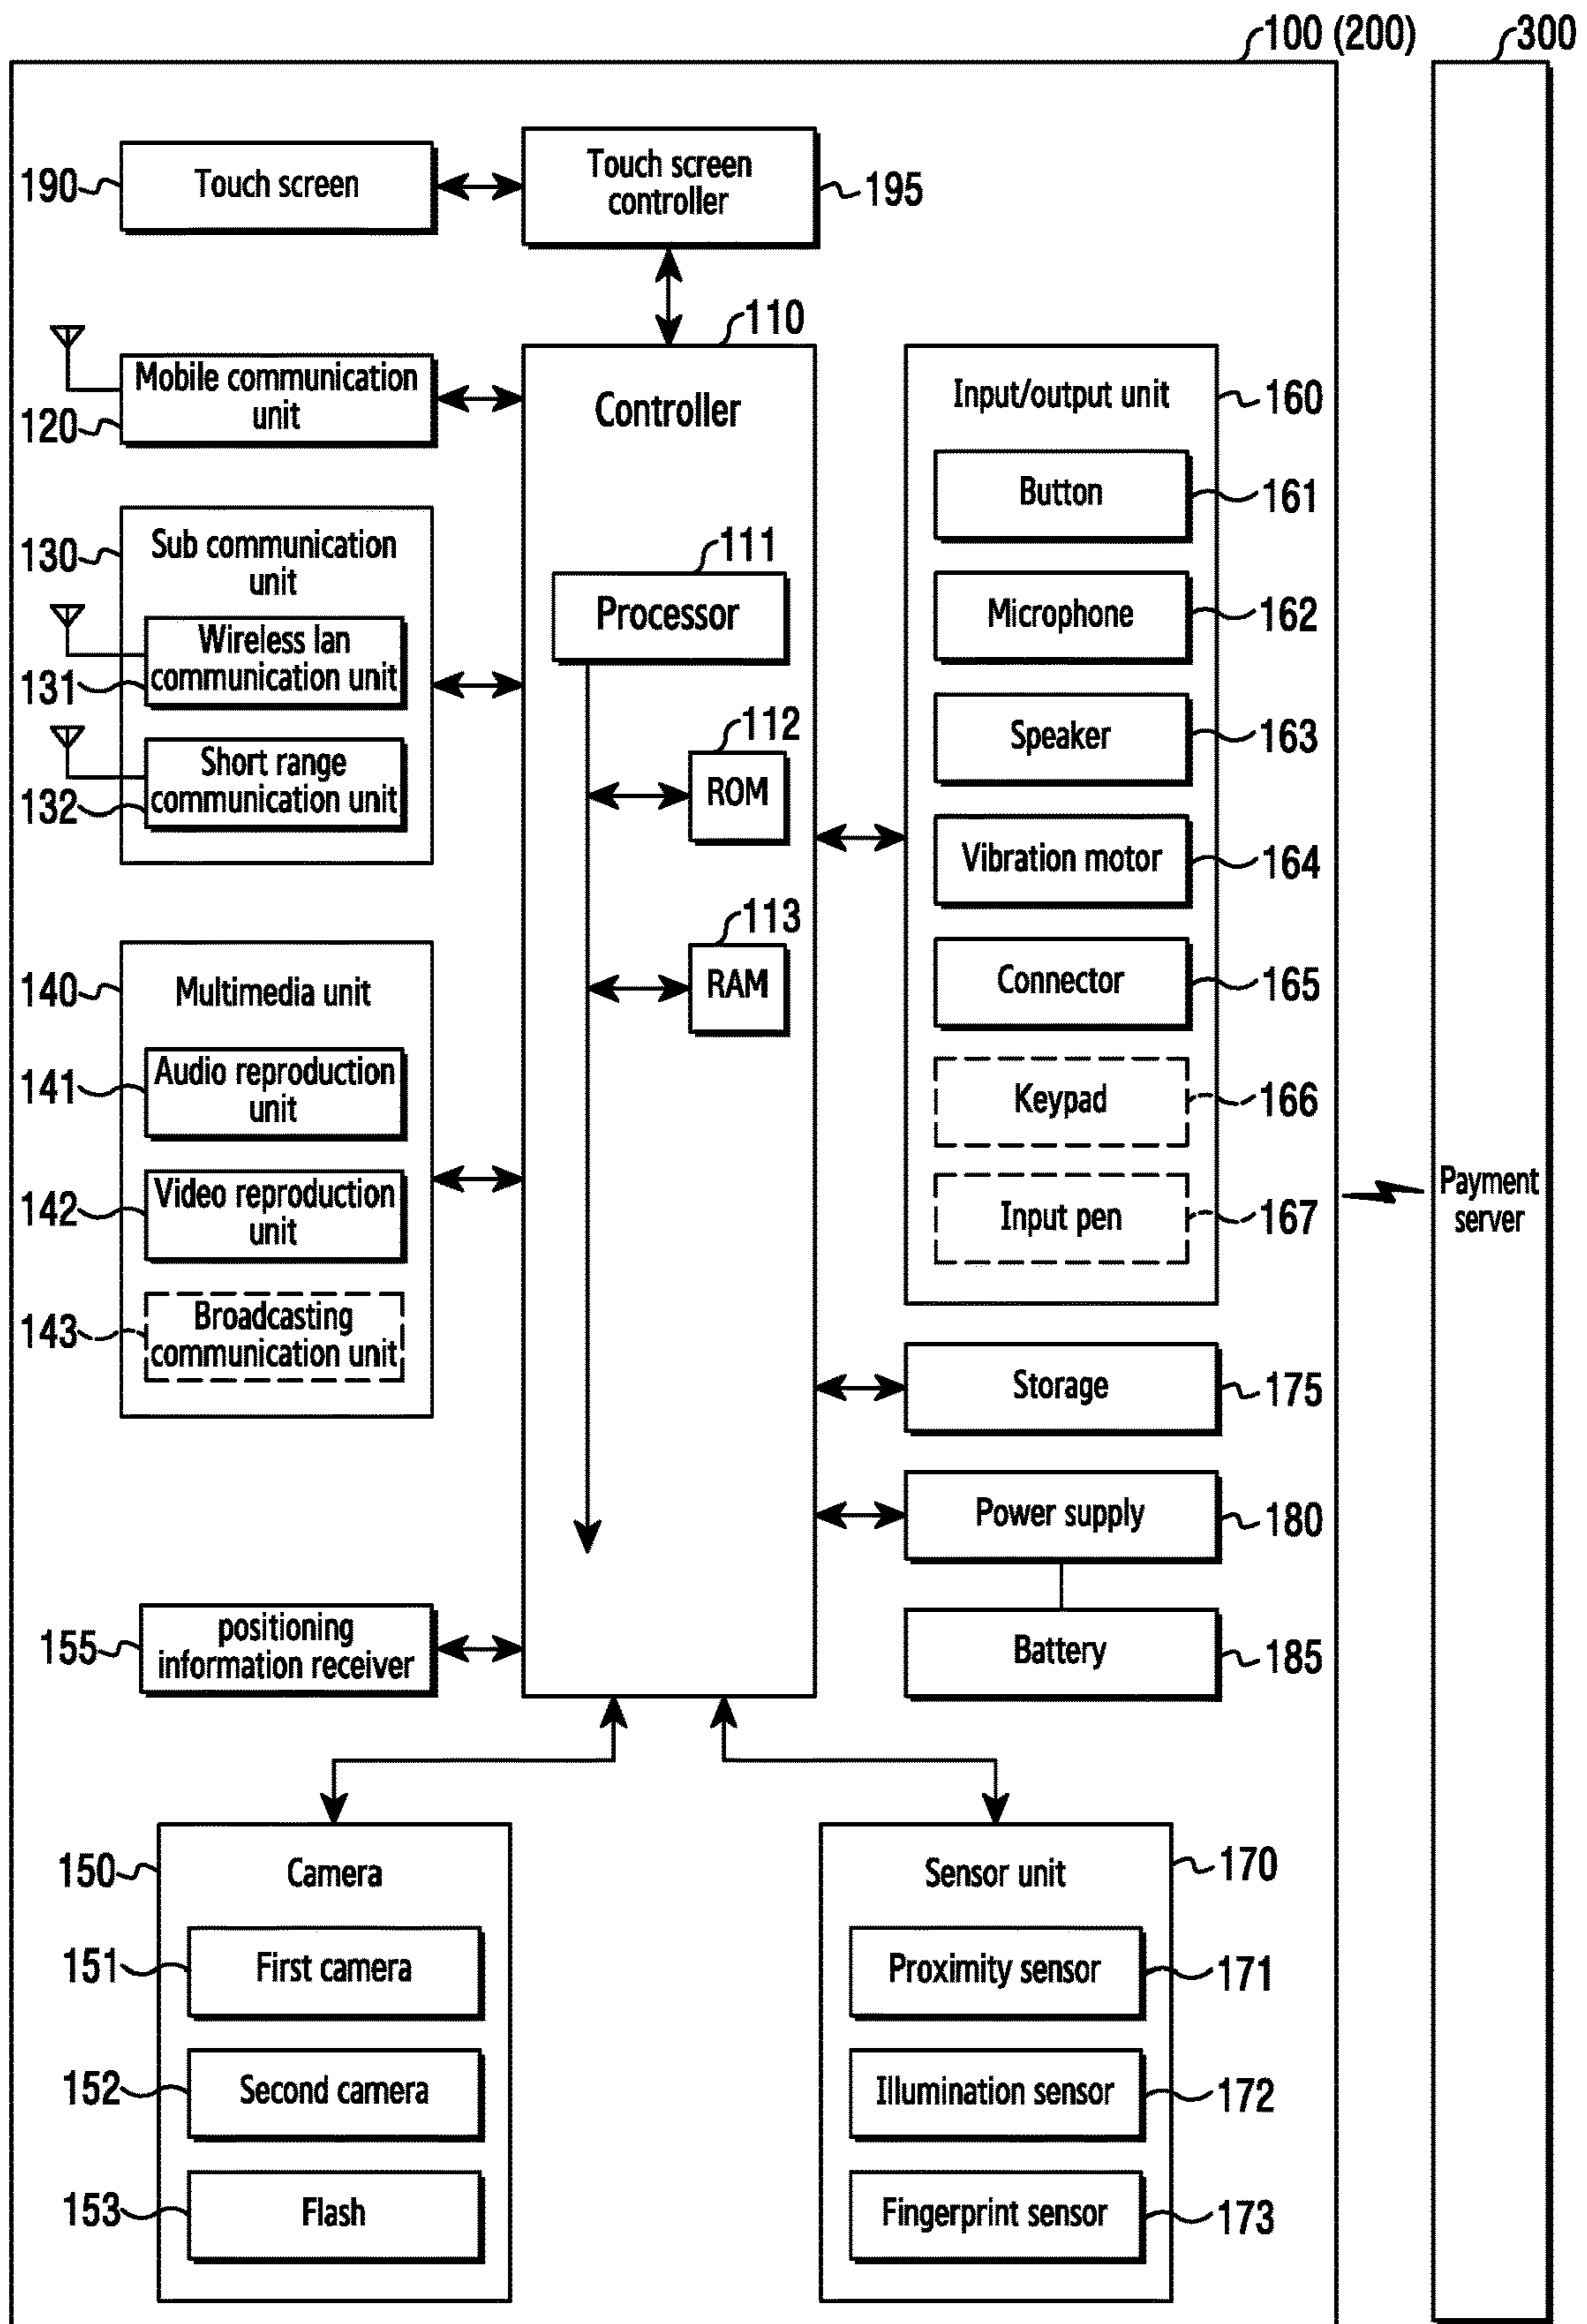 100 (200)
300
190
Touch screen
Touch screen
controller
195
110
Mobile communication
unit
120
Controller
Input/output unit
160
Button
161
130
Sub communication
unit
111
Processor
Microphone
162
Wireless lan
communication unit
131
112
ROM
Speaker
163
Short range
communication unit
132
Vibration motor
164
113
RAM
Connector
165
140
Multimedia unit
141
Audio reproduction
unit
Keypad
166
142
Video reproduction
unit
Input pen
167
Payment
server
143
Broadcasting
communication unit
Storage
175
Power supply
180
155
positioning
information receiver
Battery
185
150
Camera
Sensor unit
170
151
First camera
Proximity sensor
171
152
Second camera
Illumination sensor
172
153
Flash
Fingerprint sensor
173